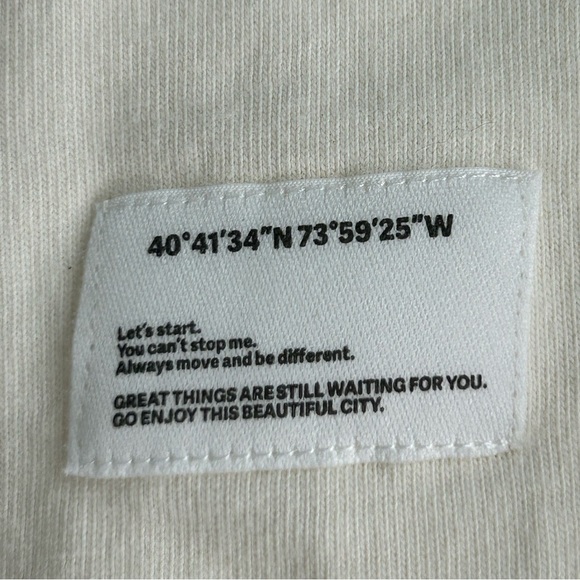 40°41′34″N 73°59′25″W
Let's start.
You can't stop me.
Always move and be different.
GREAT THINGS ARE STILL WAITING FOR YOU.
GO ENJOY THIS BEAUTIFUL CITY.